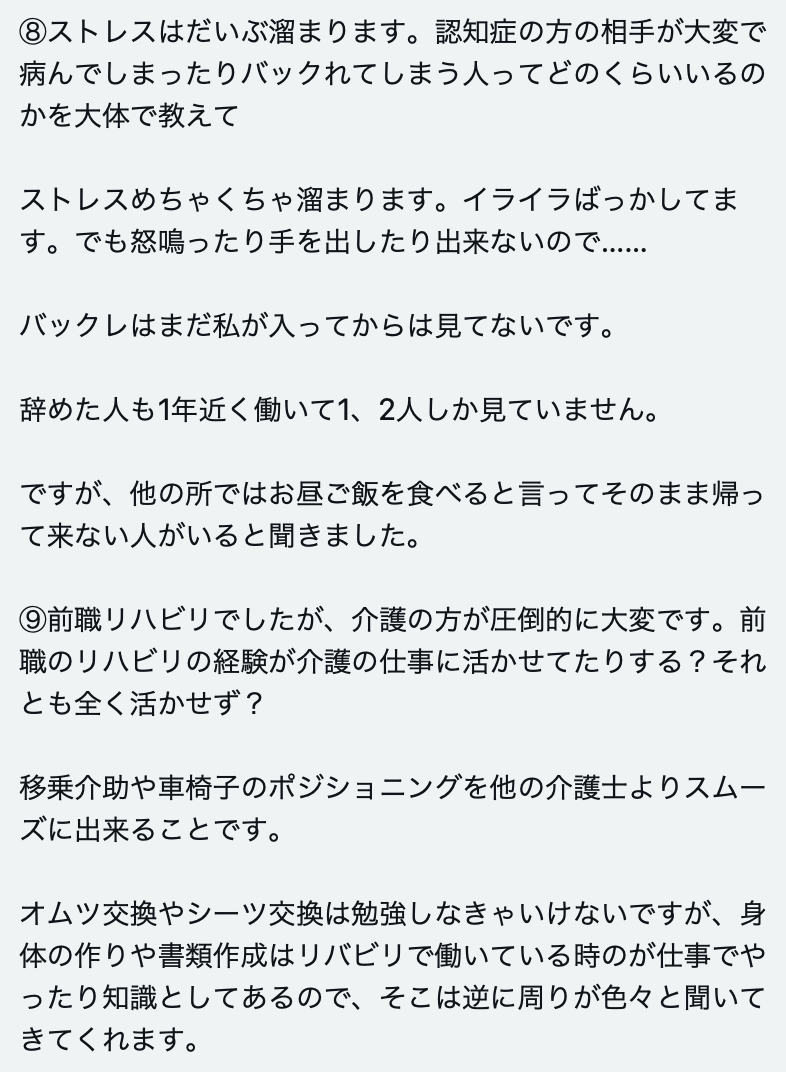 ⑧ストレスはだいぶ溜まります。認知症の方の相手が大変で
病んでしまったりバックれてしまう人ってどのくらいいるの
かを大体で教えて
ストレスめちゃくちゃ溜まります。イライラばっかしてま
す。でも怒鳴ったり手を出したり出来ないので……
バックレはまだ私が入ってからは見てないです。
辞めた人も1年近く働いて1、2人しか見ていません。
ですが、他の所ではお昼ご飯を食べると言ってそのまま帰っ
て来ない人がいると聞きました。
⑨前職リハビリでしたが、介護の方が圧倒的に大変です。前
職のリハビリの経験が介護の仕事に活かせてたりする？それ
とも全く活かせず？
移乗介助や車椅子のポジショニングを他の介護士よりスムー
ズに出来ることです。
オムツ交換やシーツ交換は勉強しなきゃいけないですが、身
体の作りや書類作成はリバビリで働いている時のが仕事でや
ったり知識としてあるので、そこは逆に周りが色々と聞いて
きてくれます。